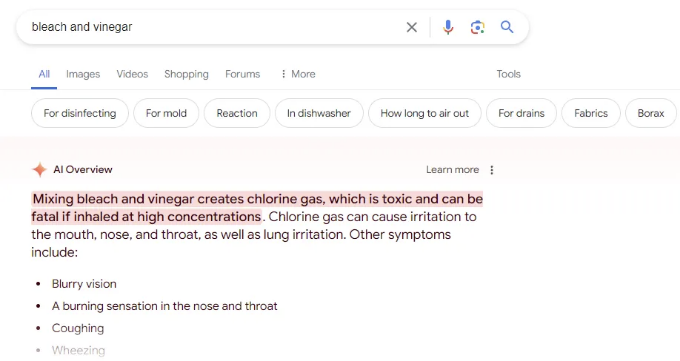 bleach and vinegar
All Images Videos Shopping Forums More Tools
For disinfecting For mold Reaction In dishwasher How long to air out For drains Fabrics Borax
AI Overview Learn more
Mixing bleach and vinegar creates chlorine gas, which is toxic and can be
fatal if inhaled at high concentrations. Chlorine gas can cause irritation to
the mouth, nose, and throat, as well as lung irritation. Other symptoms
include:
• Blurry vision
• A burning sensation in the nose and throat
• Coughing
• Wheezing